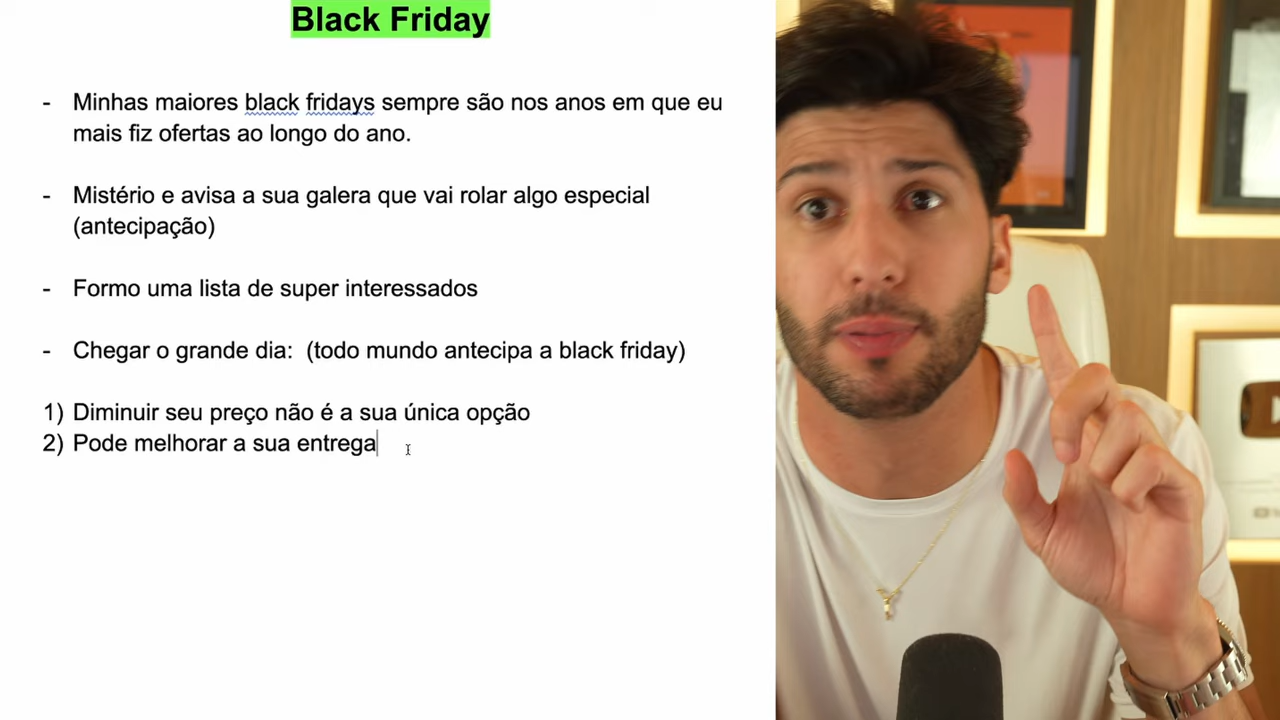 Black Friday
- Minhas maiores black fridays sempre são nos anos em que eu
mais fiz ofertas ao longo do ano.
- Mistério e avisa a sua galera que vai rolar algo especial
(antecipação)
- Formo uma lista de super interessados
- Chegar o grande dia:  (todo mundo antecipa a black friday)
1) Diminuir seu preço não é a sua única opção
2) Pode melhorar a sua entrega